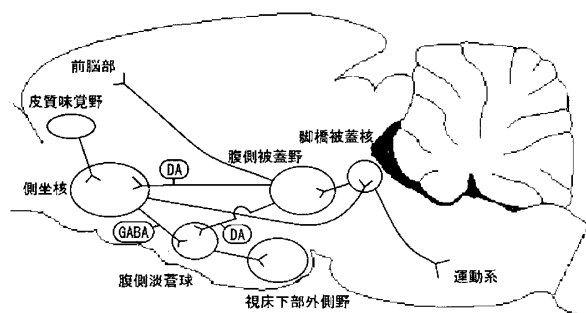 前脳部
皮質味覚野
脚橋被蓋核
腹側被蓋野
DA
側坐核
GABA
DA
腹側淡蒼球
視床下部外側野
運動系